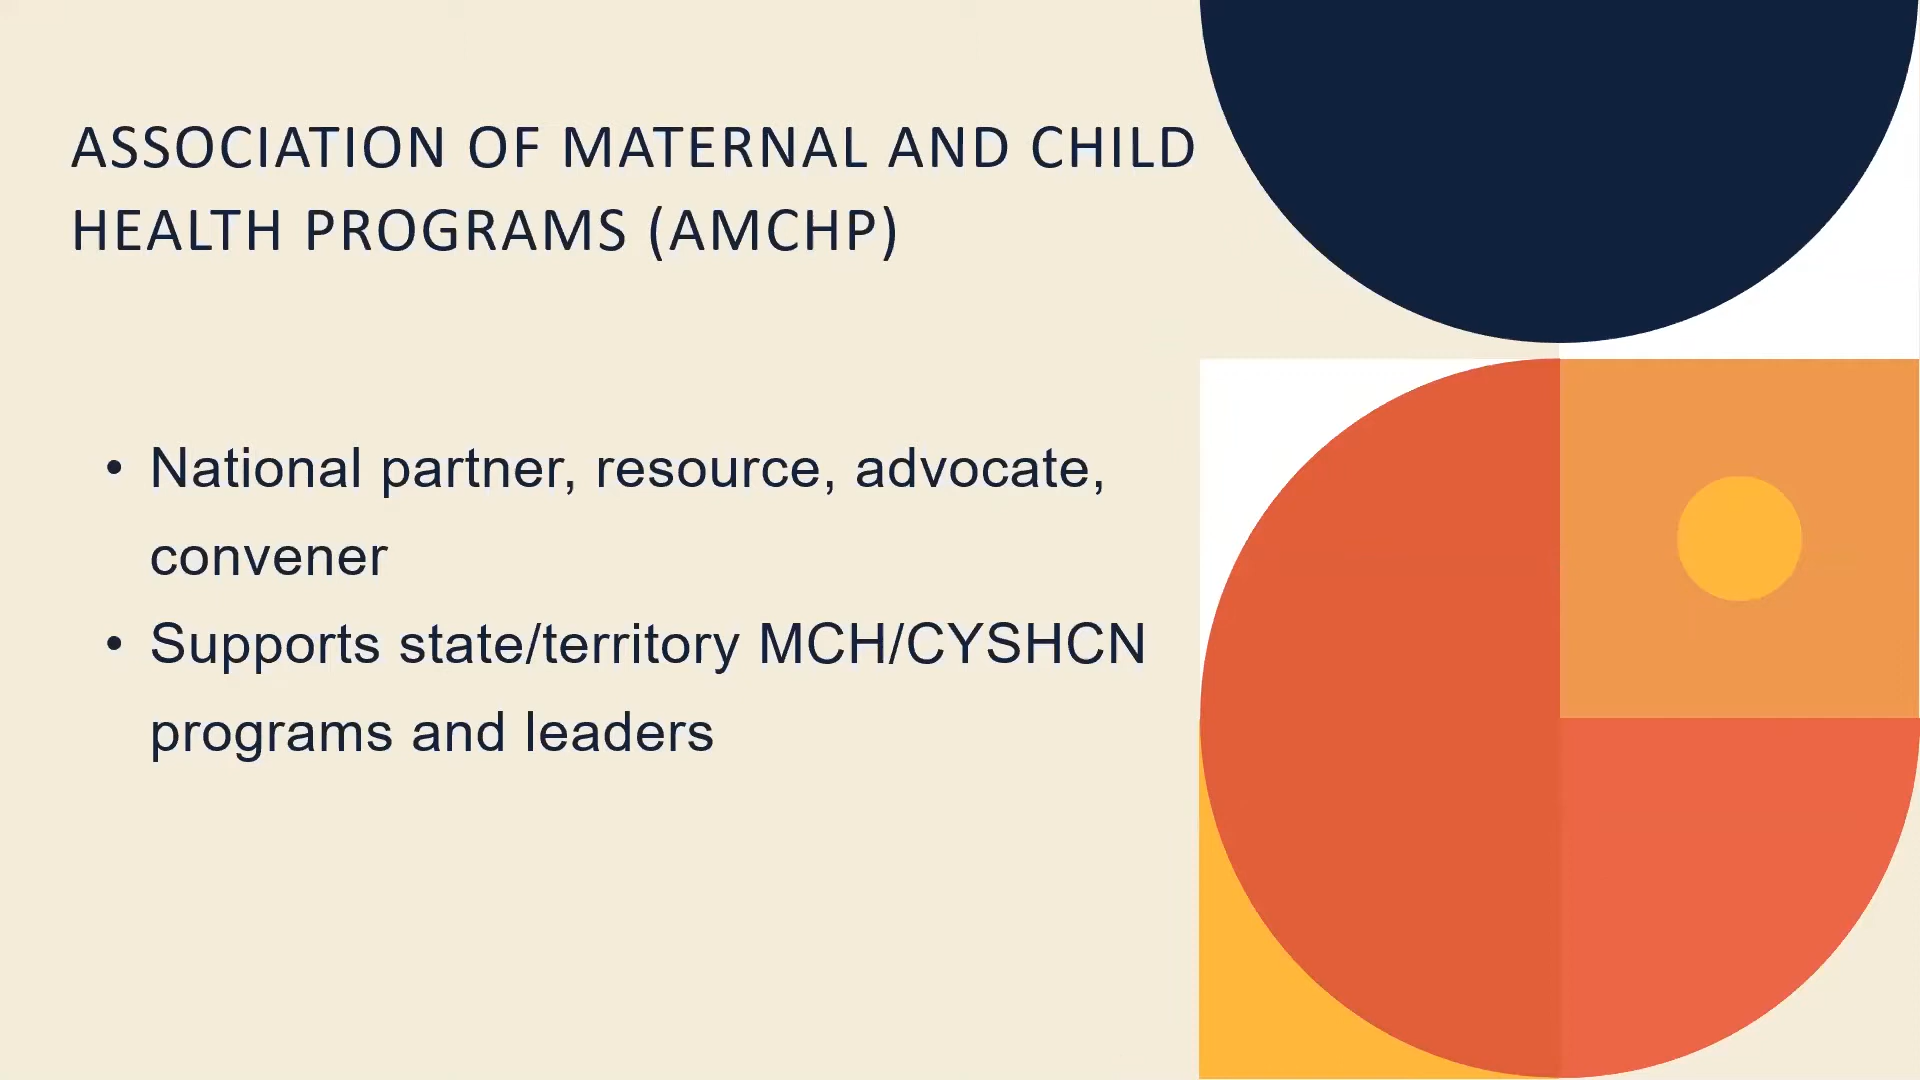 ASSOCIATION OF MATERNAL AND CHILD
HEALTH PROGRAMS (AMCHP)
• National partner, resource, advocate,
convener
• Supports state/territory MCH/CYSHCN
programs and leaders